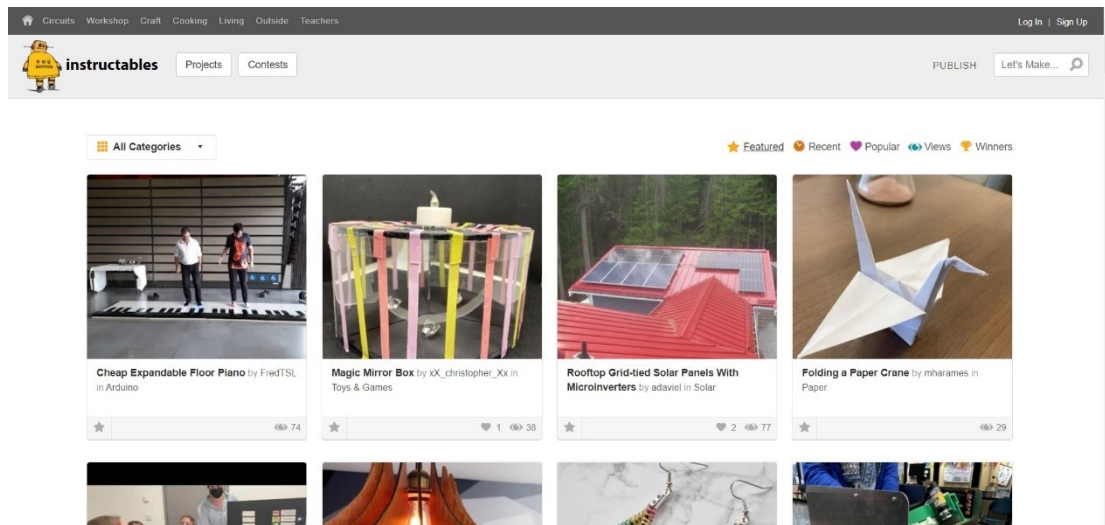 Circuits Workshop Craft Cooking Living Outside Teachers
Log In | Sign Up
instructables
Projects
Contests
PUBLISH
Let's Make...
All Categories
Featured Recent Popular Views Winners
Cheap Expandable Floor Piano by FredTSL
in Arduino
74
Magic Mirror Box by xX_christopher_Xx in
Toys & Games
1 38
Rooftop Grid-tied Solar Panels With
Microinverters by adaviel in Solar
2 77
Folding a Paper Crane by mharames in
Paper
29